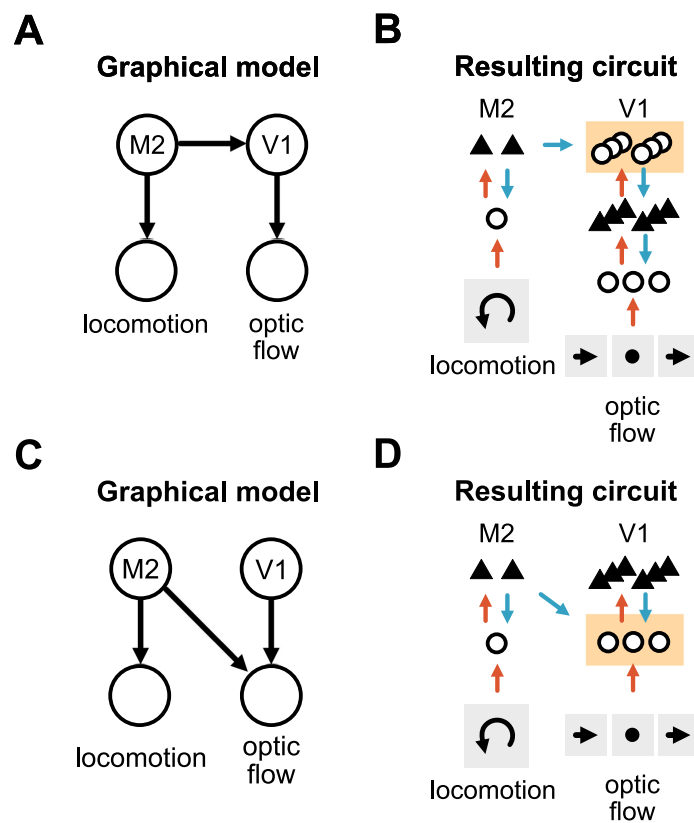 A
Graphical model
M2
V1
locomotion
optic
flow
B
Resulting circuit
M2
V1
locomotion
optic
flow
C
Graphical model
M2
V1
locomotion
optic
flow
D
Resulting circuit
M2
V1
locomotion
optic
flow